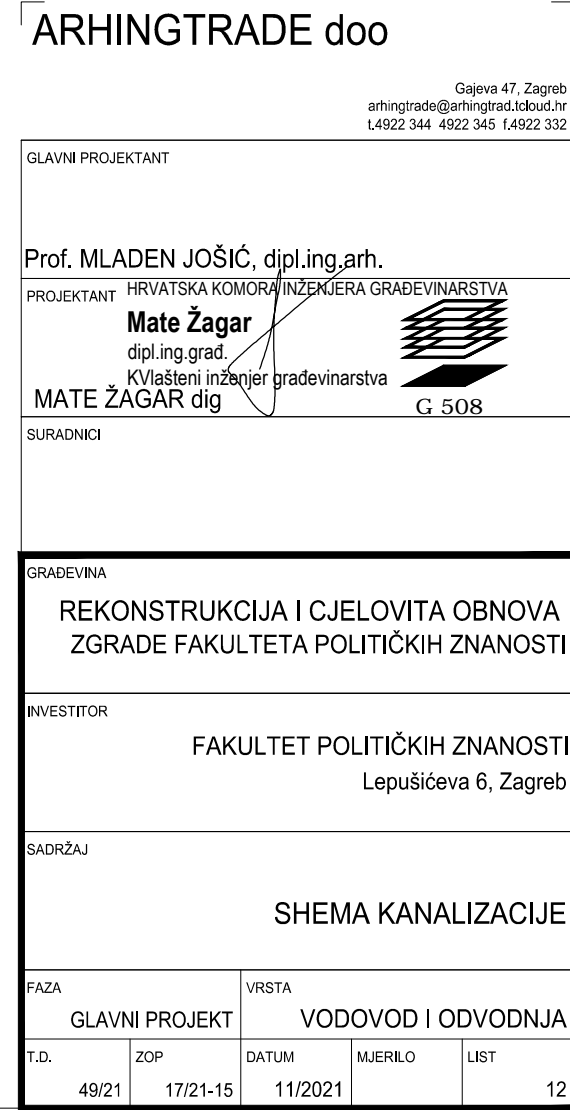 ARHINGTRADE doo
Gajeva 47, Zagreb
arhingtrade@arhingtrad.tcloud.hr
t.4922 344 4922 345 f.4922 332
GLAVNI PROJEKTANT
Prof. MLADEN JOŠIĆ, dipl.ing.arh.
PROJEKTANT
HRVATSKA KOMORA INŽENJERA GRAĐEVINARSTVA
Mate Žagar
dipl.ing.građ.
KVlašteni inženjer građevinarstva
MATE ŽAGAR dig
G 508
SURADNICI
GRAĐEVINA
REKONSTRUKCIJA I CJELOVITA OBNOVA
ZGRADE FAKULTETA POLITIČKIH ZNANOSTI
INVESTITOR
FAKULTET POLITIČKIH ZNANOSTI
Lepušićeva 6, Zagreb
SADRŽAJ
SHEMA KANALIZACIJE
FAZA
GLAVNI PROJEKT
VRSTA
VODOVOD I ODVODNJA
T.D.
49/21
ZOP
17/21-15
DATUM
11/2021
MJERILO
LIST
12